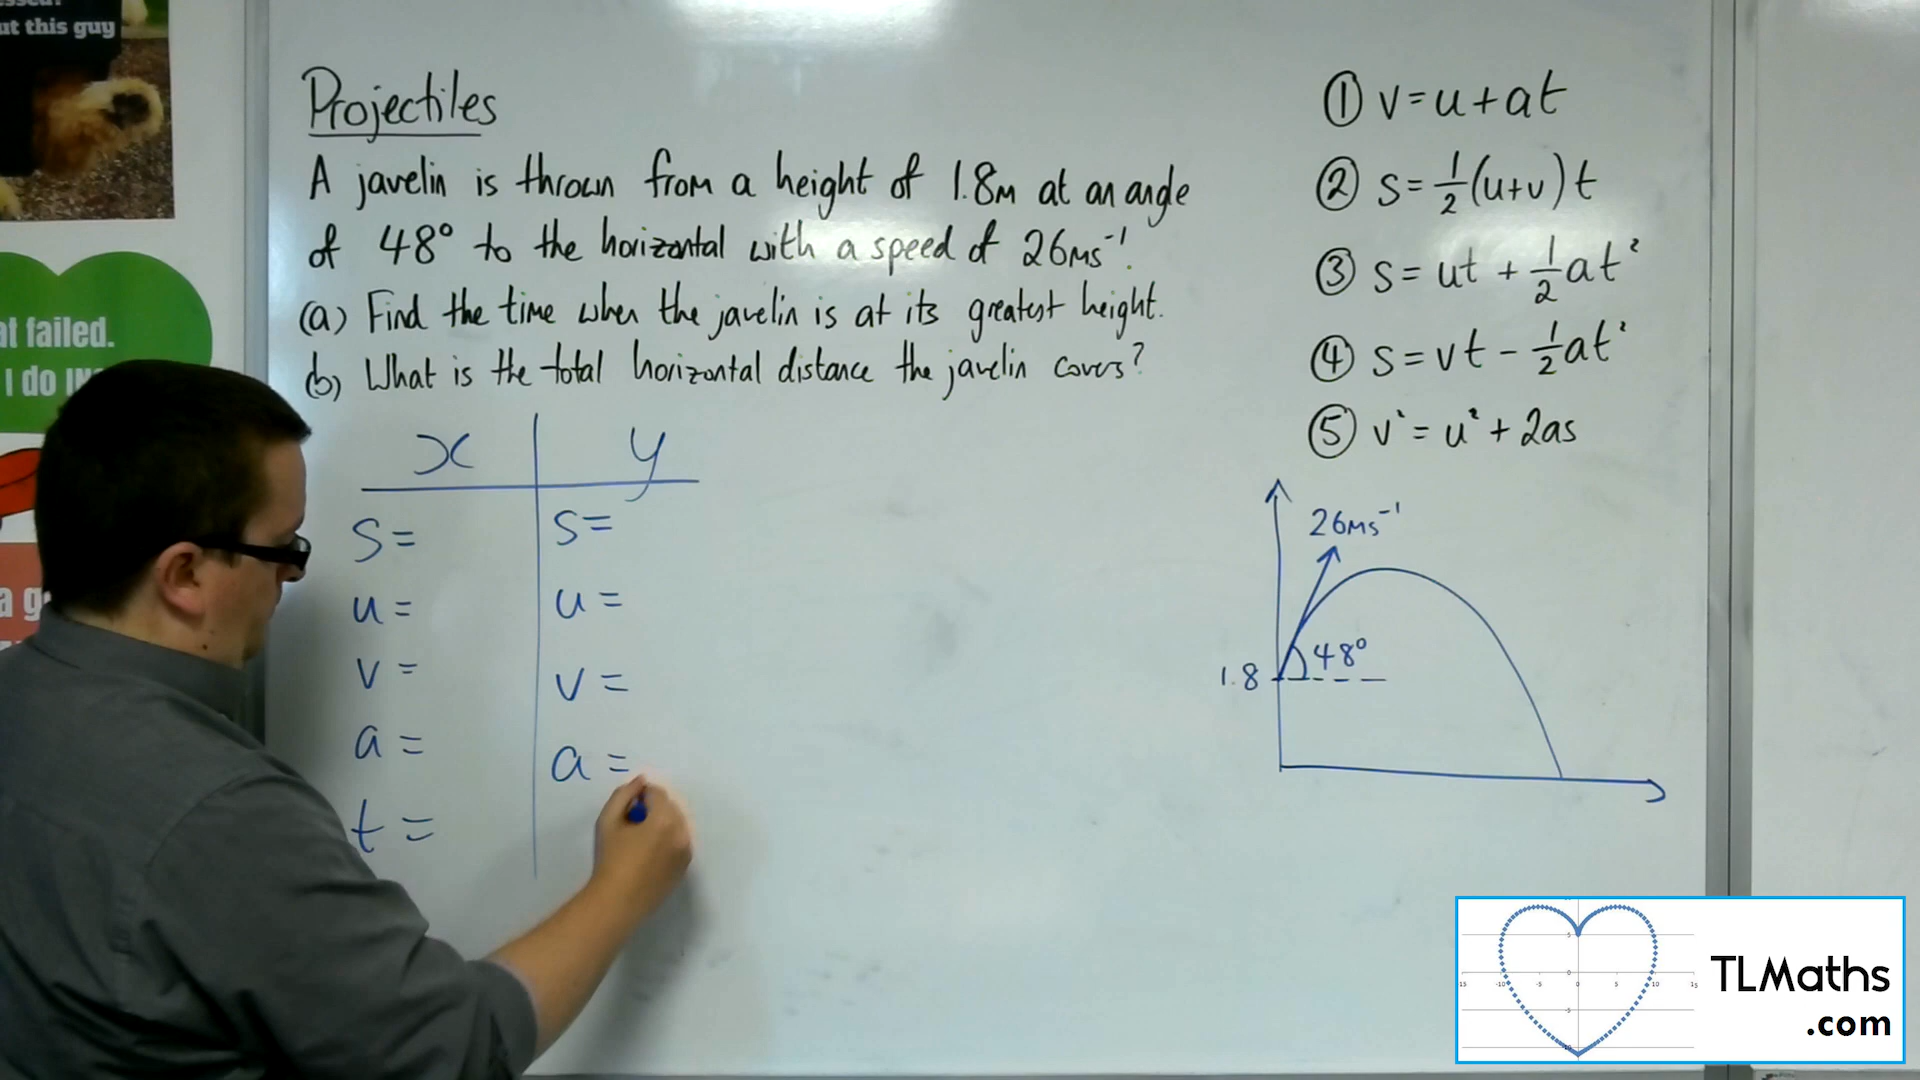 ut this guy
at failed.
I do
a g
Projectiles
A javelin is thrown from a height of 1.8m at an angle
of 48° to the horizontal with a speed of 26ms⁻¹.
(a) Find the time when the javelin is at its greatest height.
(b) What is the total horizontal distance the javelin covers?
① v=u+at
② s=½(u+v)t
③ s=ut+½at²
④ s=vt-½at²
⑤ v²=u²+2as
x y
s= s=
u= u=
v= v=
a= a=
t=
26ms⁻¹
48°
1.8
TLMaths
.com